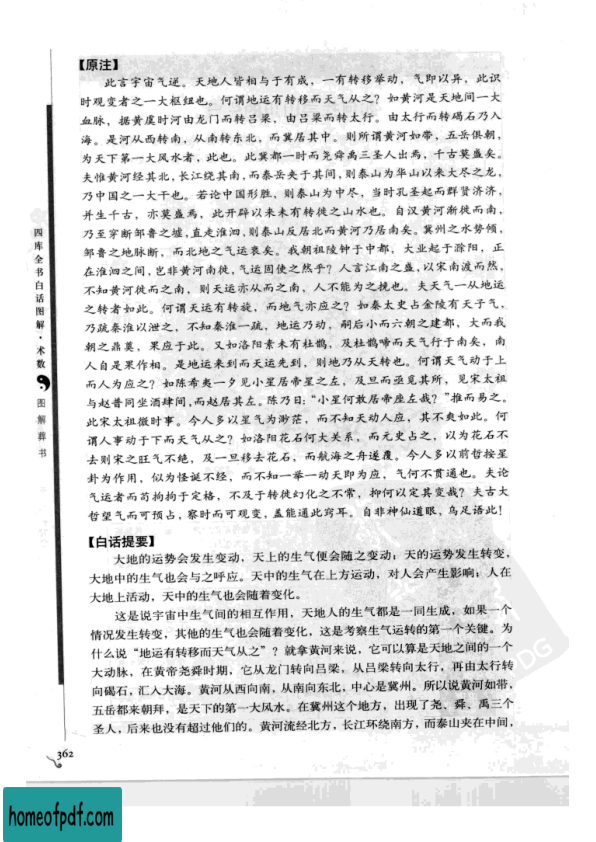 【原注】
此言宇宙气逆。天地人皆相与于有成，一有转移举动，气即以异，此识
时观变者之一大枢纽也。何谓地运有转移而天气从之？如黄河是天地间一大
血脉，据黄虞时河由龙门而转吕梁，由吕梁而转太行。由太行而转碣石乃入
海。是河从西转南，从南转东北，而冀居其中。则所谓黄河如带，五岳俱朝，
为天下第一大风水者，此也。此冀都一时而尧舜禹三圣人出焉，千古莫盛矣。
夫惟黄河经其北，长江绕其南，而泰岳夹于其间，则泰山为华山以来大尽之龙，
乃中国之一大干也。若论中国形胜，则泰山为中尽，当时孔圣起而群贤济济，
并生千古，亦莫盛焉，此开辟以来未有转徙之山水也。自汉黄河渐徙而南，
乃至穿断邹鲁之墟，直走淮泗，则泰山反居北而黄河乃居南矣。冀州之水势倾，
邹鲁之地脉断，而北地之气运衰矣。我朝祖陵钟于中都，大业起于滁阳，正
在淮泗之间，岂非黄河南徙，气运固使之然乎？人言江南之盛，以宋南渡而然，
不知黄河徙而之南，则天运亦从而之南，人不能为之挽也。夫天气一从地运
之转者如此。何谓天运有转旋，而地气亦应之？如秦太史占金陵有天子气，
乃疏秦淮以泄之，不知秦淮一疏，地运乃动，嗣后小而六朝之建都，大而我
朝之鼎奠，果应于此。又如洛阳素未有杜鹃，及杜鹃啼而天气行于南矣，南
人自是果作相。是地运来到而天运先到，则地乃从天转也。何谓天气动于上
而人为应之？如陈希夷一夕见小星居帝星之左，及旦而亟觅其所，见宋太祖
与赵普同坐酒肆间，而赵居其左。陈乃曰：“小星何敢居帝座左哉？”推而易之。
此宋太祖微时事。今人多以星气为渺茫，而不知天动人应，其不爽如此。何
谓人事动于下而天气从之？如洛阳花石何大关系，而元史占之，以为花石不
去则宋之旺气不绝，及一旦移去花石，而航海之舟遂覆。今人多以前哲按星
卦为作用，似为怪诞不经，而不知一举一动天即为应，气何不贯通也。夫论
气运者而苟拘拘于定格，不及于转徙幻化之不常，抑何以定其变哉？夫古大
哲望气而可预占，察时而可观变，盖能通此窍耳。自非神仙道眼，乌足语此！
【白话提要】
大地的运势会发生变动，天上的生气便会随之变动；天的运势发生转变，
大地中的生气也会与之呼应。天中的生气在上方运动，对人会产生影响；人在
大地上活动，天中的生气也会随着变化。
这是说宇宙中生气间的相互作用，天地人的生气都是一同生成，如果一个
情况发生转变，其他的生气也会随着变化，这是考察生气运转的第一个关键。为
什么说“地运有转移而天气从之”？就拿黄河来说，它可以算是天地之间的一个
大动脉，在黄帝尧舜时期，它从龙门转向吕梁，从吕梁转向太行，再由太行转
向碣石，汇入大海。黄河从西向南，从南向东北，中心是冀州。所以说黄河如带，
五岳都来朝拜，是天下的第一大风水。在冀州这个地方，出现了尧、舜、禹三个
圣人，后来也没有超过他们的。黄河流经北方，长江环绕南方，而泰山夹在中间，
四库全书白话图解·术数
图解葬书
362
homeofpdf.com